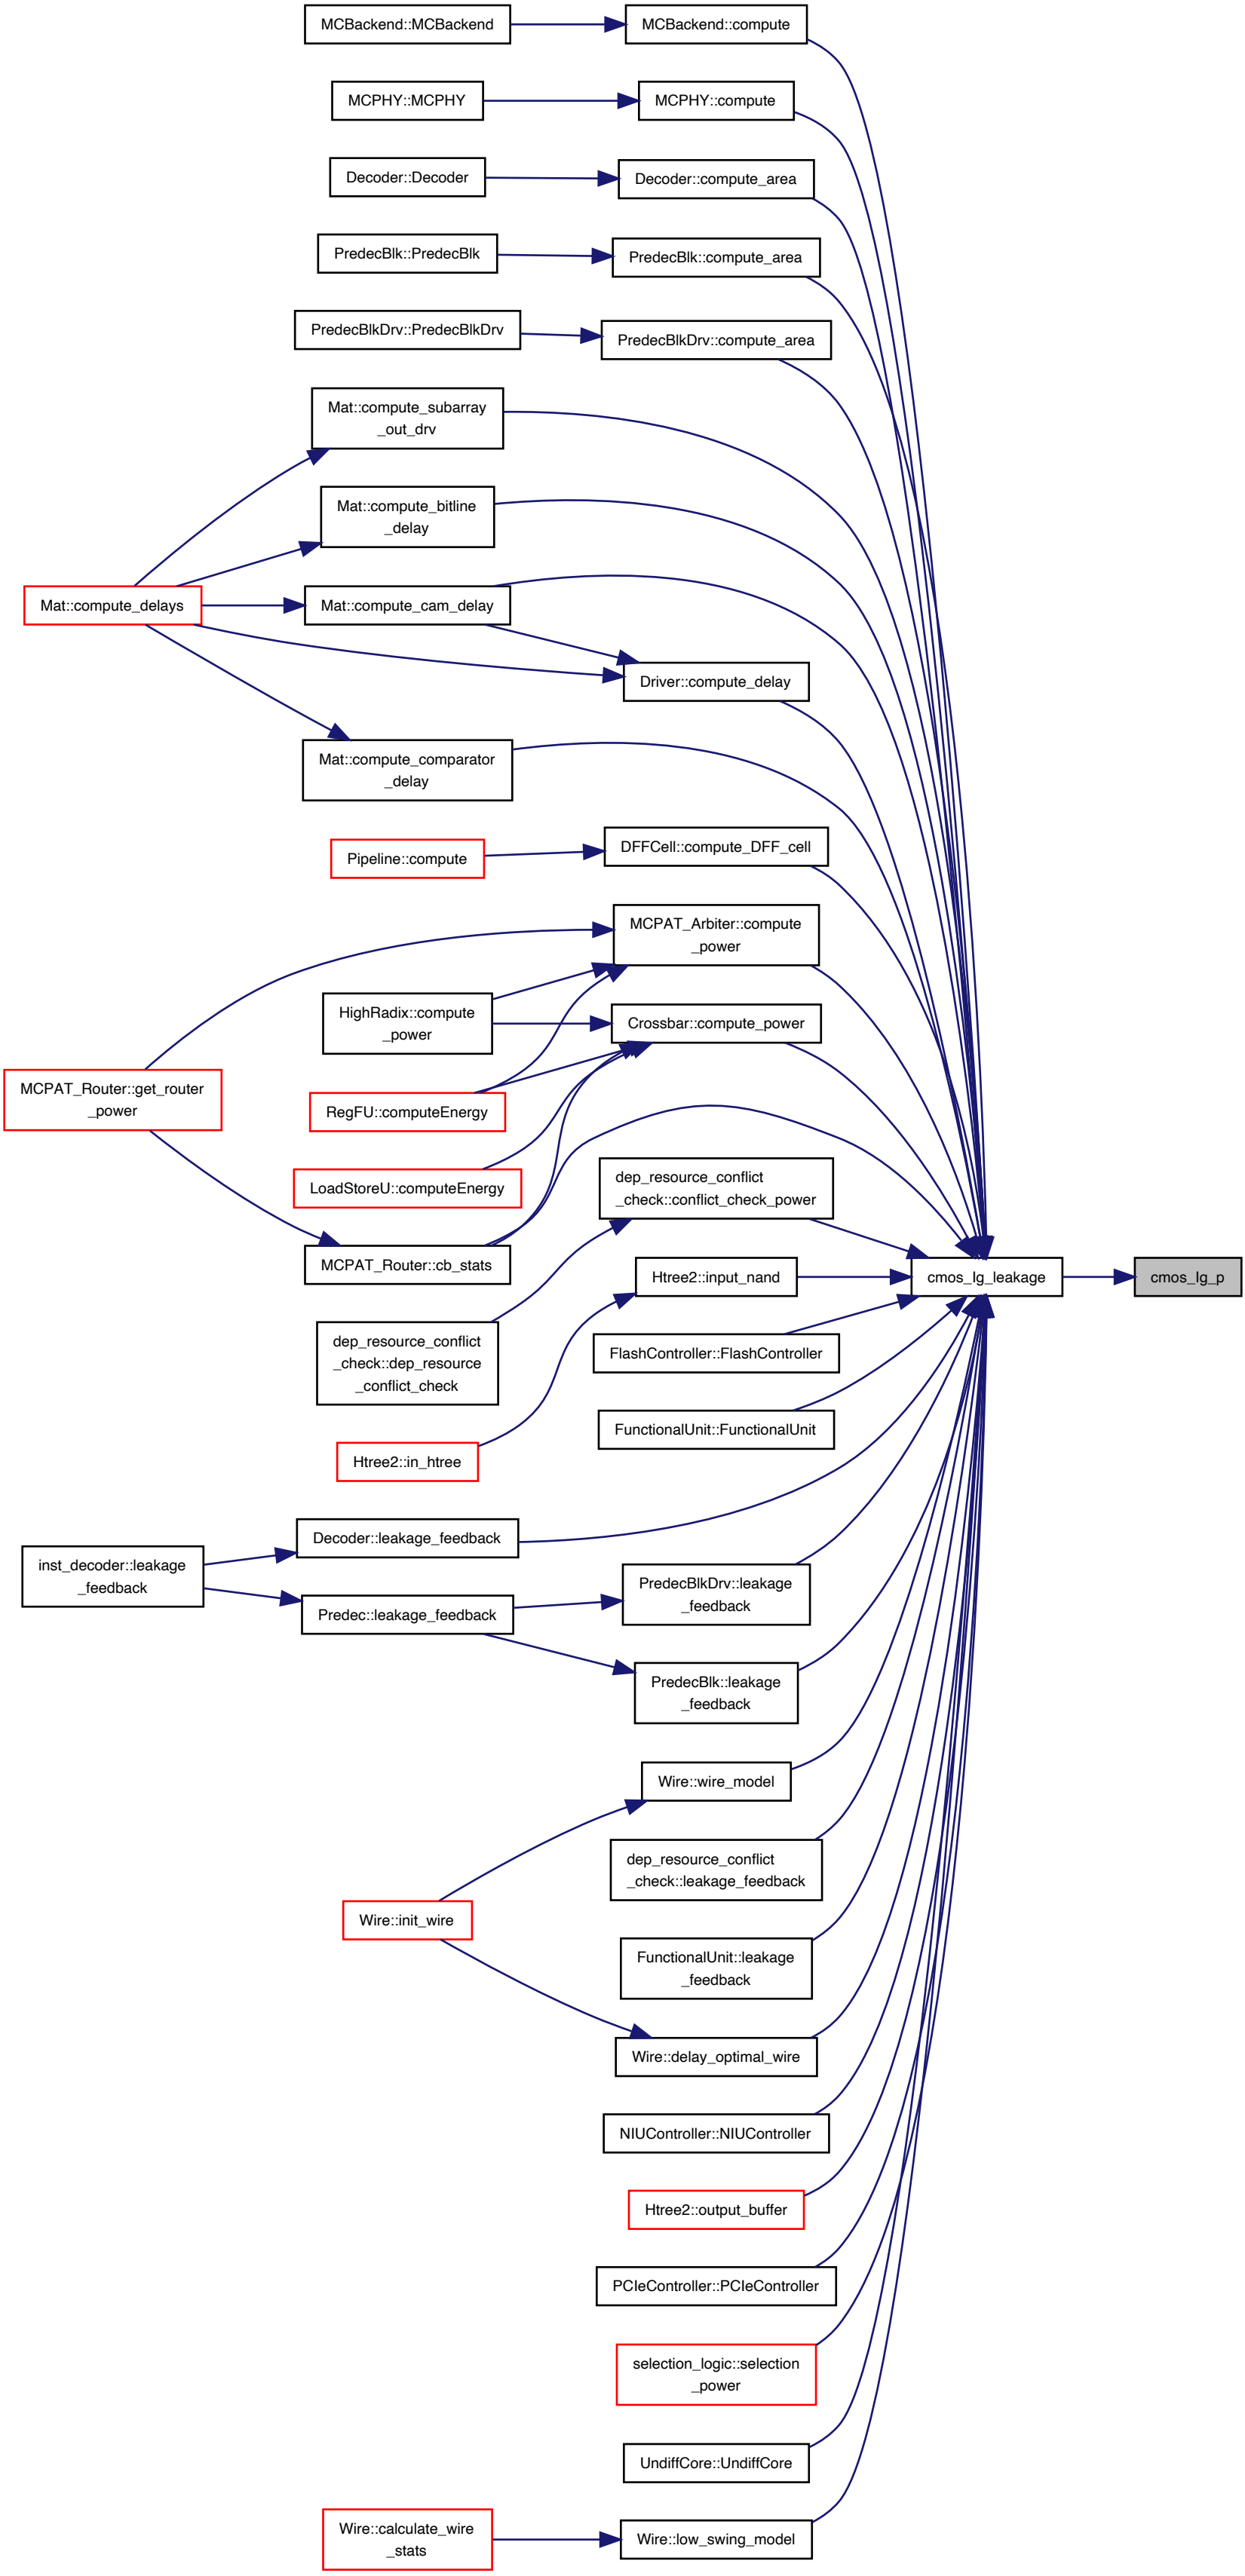 MCBackend::MCBackend
MCBackend::compute
MCPHY::MCPHY
MCPHY::compute
Decoder::Decoder
Decoder::compute_area
PredecBlk::PredecBlk
PredecBlk::compute_area
PredecBlkDrv::PredecBlkDrv
PredecBlkDrv::compute_area
Mat::compute_subarray
_out_drv
Mat::compute_bitline
_delay
Mat::compute_delays
Mat::compute_cam_delay
Driver::compute_delay
Mat::compute_comparator
_delay
Pipeline::compute
DFFCell::compute_DFF_cell
MCPAT_Arbiter::compute
_power
HighRadix::compute
_power
Crossbar::compute_power
MCPAT_Router::get_router
_power
RegFU::computeEnergy
LoadStoreU::computeEnergy
dep_resource_conflict
_check::conflict_check_power
MCPAT_Router::cb_stats
Htree2::input_nand
cmos_lg_leakage
cmos_lg_p
dep_resource_conflict
_check::dep_resource
_conflict_check
FlashController::FlashController
FunctionalUnit::FunctionalUnit
Htree2::in_htree
Decoder::leakage_feedback
inst_decoder::leakage
_feedback
PredecBlkDrv::leakage
_feedback
Predec::leakage_feedback
PredecBlk::leakage
_feedback
Wire::wire_model
dep_resource_conflict
_check::leakage_feedback
Wire::init_wire
FunctionalUnit::leakage
_feedback
Wire::delay_optimal_wire
NIUController::NIUController
Htree2::output_buffer
PCIeController::PCIeController
selection_logic::selection
_power
UndiffCore::UndiffCore
Wire::calculate_wire
_stats
Wire::low_swing_model